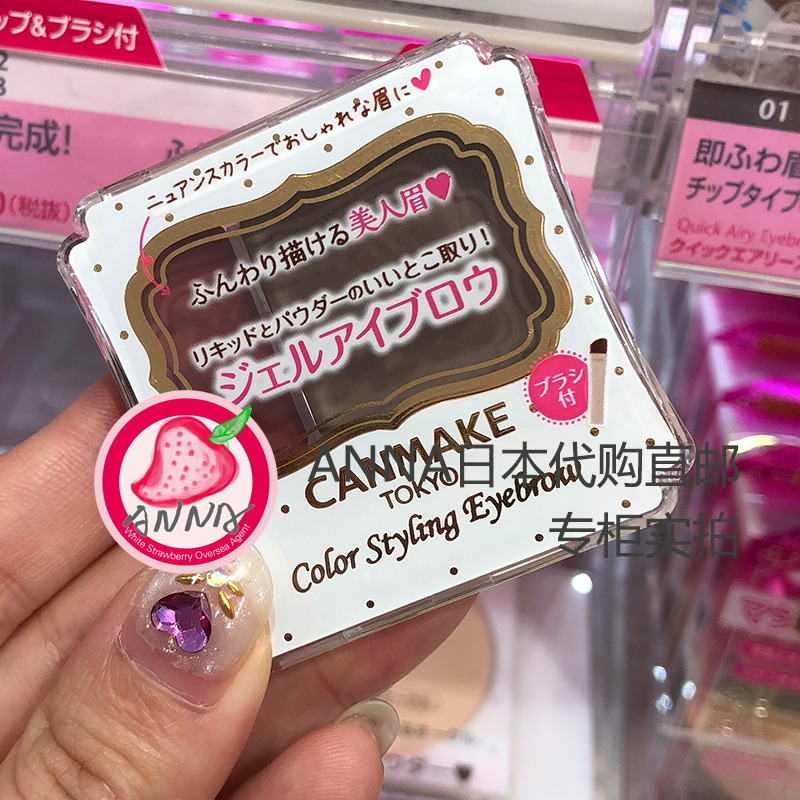 ップ&ブラシ付
完成!
(税抜)
ニュアンスカラーでおしゃれな眉に♥
ふんわり描ける美人眉♥
リキッドとパウダーのいいとこ取り!
ジェルアイブロウ
ブラシ
付
CANMAKE
TOKYO
Color Styling Eyebrow
01
即ふわ眉
チップタイプ
Quick Airy Eyebr
クイックエアリー
ANNA
White Strawberry Oversea Agent
ANNA日本代购直邮
专柜实拍